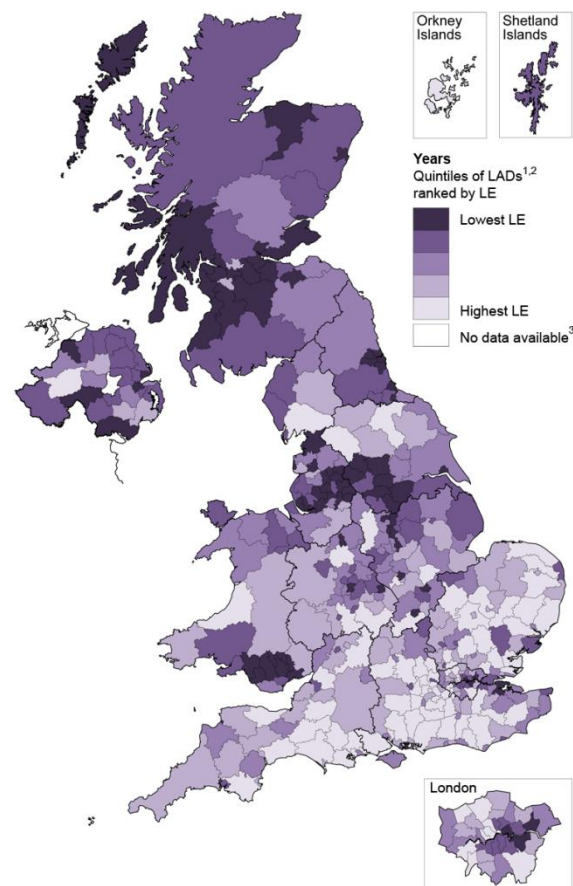 Orkney
Islands
Shetland
Islands
Years
Quintiles of LADs1,2
ranked by LE
Lowest LE
Highest LE
No data available3
London